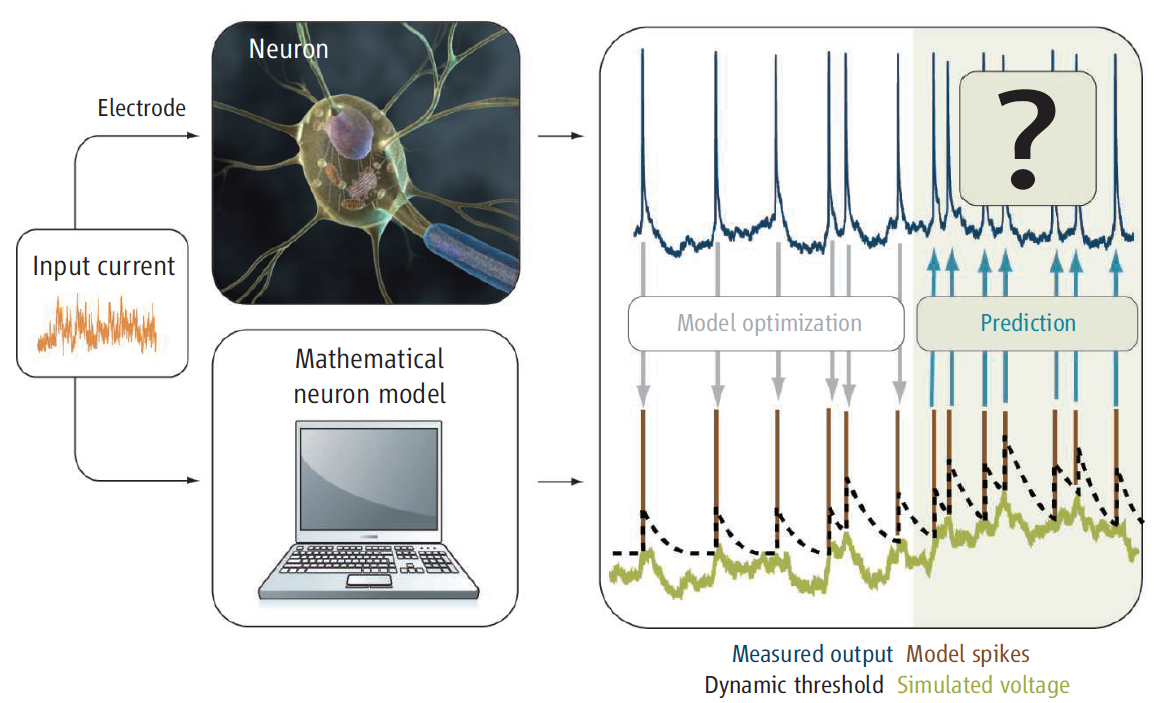 Neuron
Electrode
?
Input current
Model optimization
Prediction
Mathematical
neuron model
Measured output Model spikes
Dynamic threshold Simulated voltage